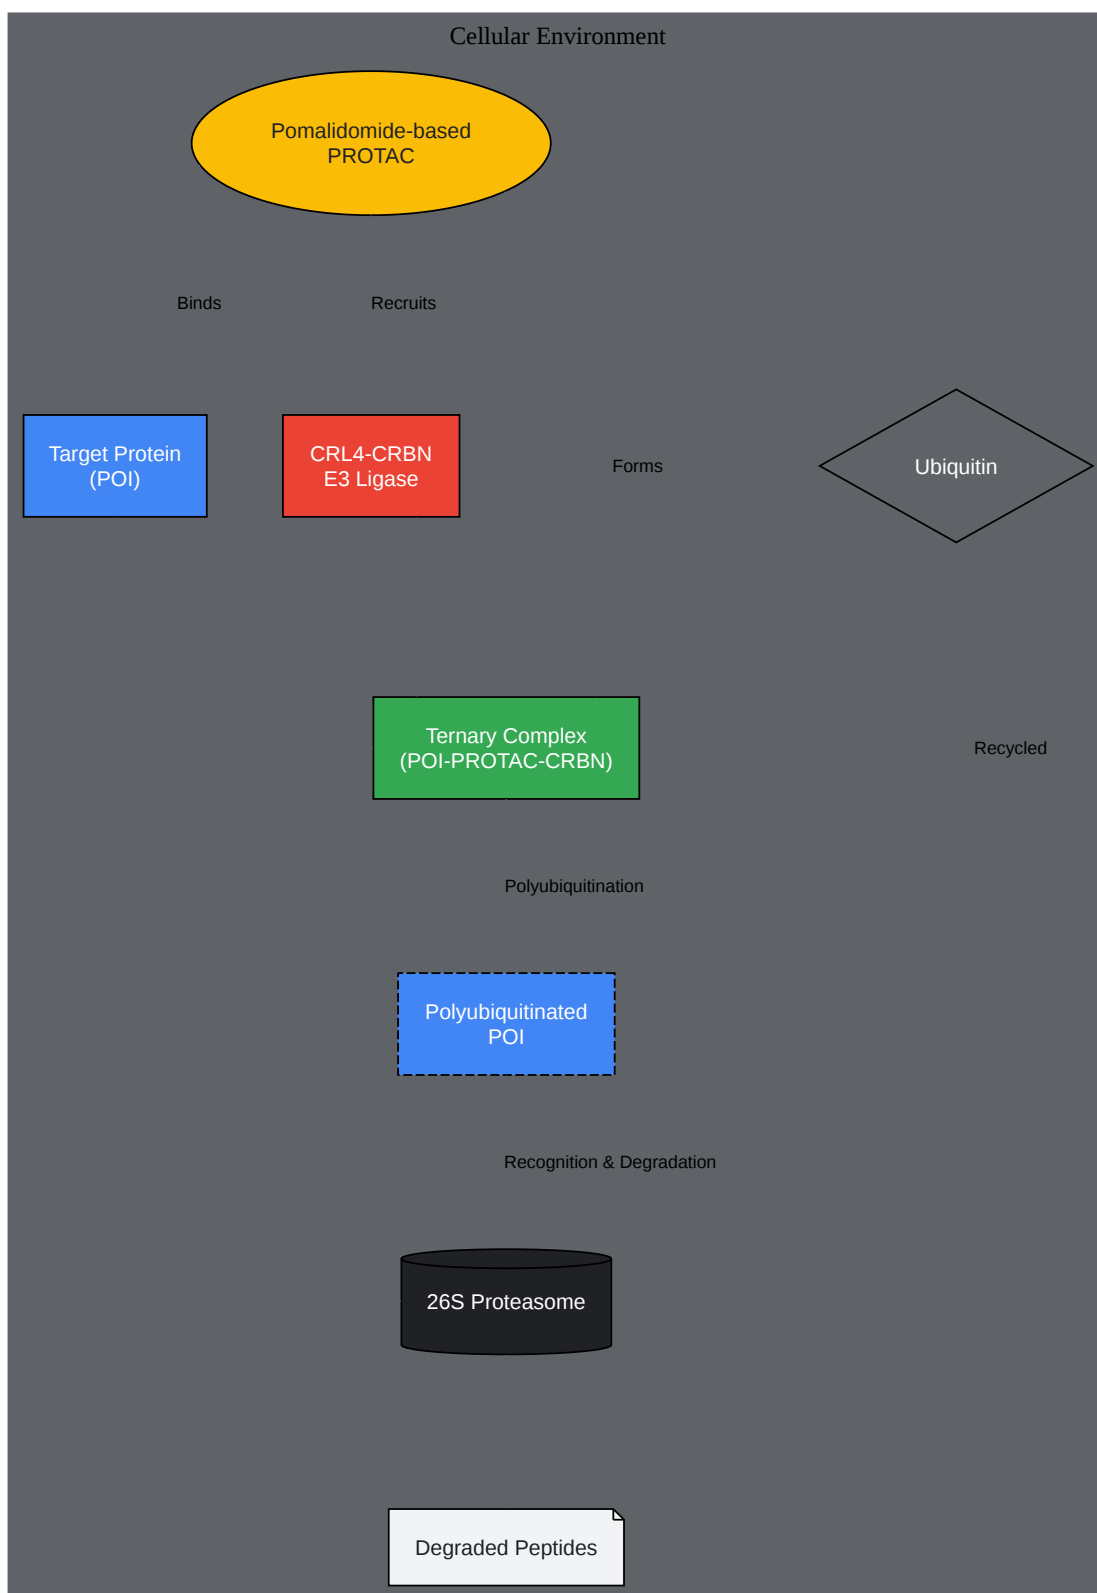 Cellular Environment
Pomalidomide-based
PROTAC
Binds
Recruits
Target Protein
(POI)
CRL4-CRBN
E3 Ligase
Forms
Ubiquitin
Ternary Complex
(POI-PROTAC-CRBN)
Recycled
Polyubiquitination
Polyubiquitinated
POI
Recognition & Degradation
26S Proteasome
Degraded Peptides